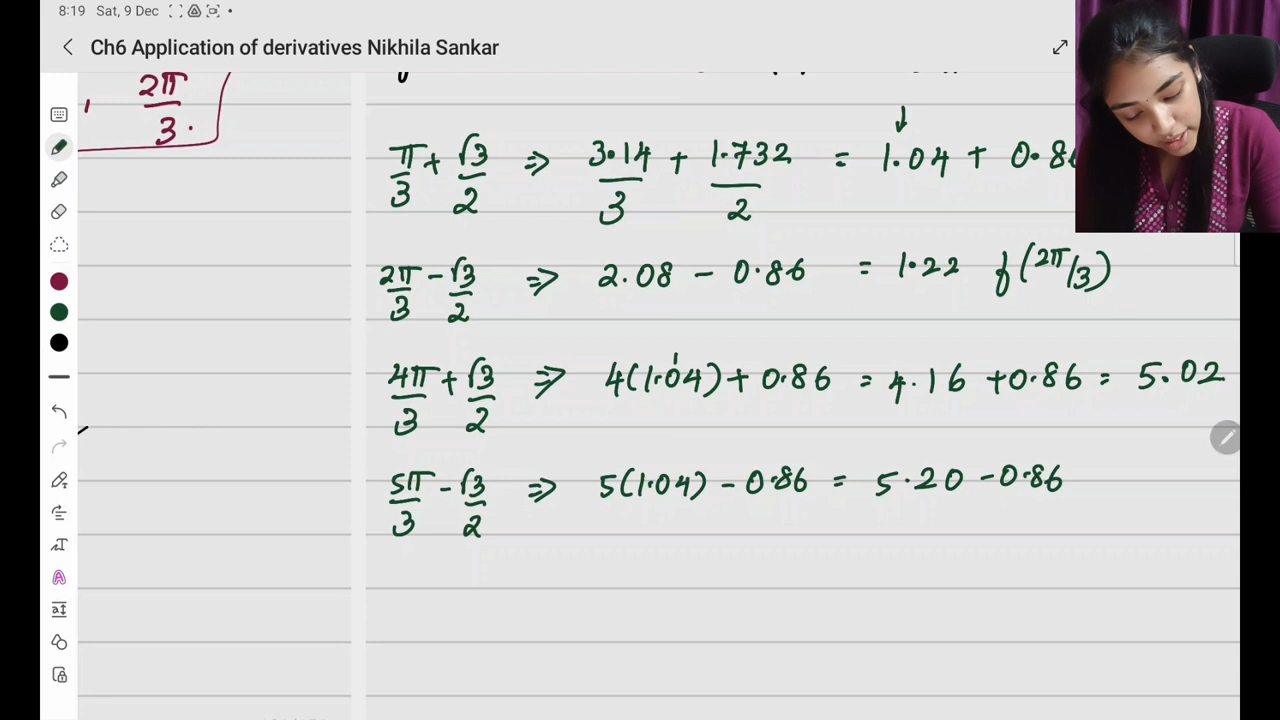 8:19 Sat, 9 Dec
Ch6 Application of derivatives Nikhila Sankar
, 2π/3.
π/3 + √3/2 ⇒ 3.14/3 + 1.732/2 = 1.04 + 0.86
2π/3 - √3/2 ⇒ 2.08 - 0.86 = 1.22 f(2π/3)
4π/3 + √3/2 ⇒ 4(1.04) + 0.86 = 4.16 + 0.86 = 5.02
5π/3 - √3/2 ⇒ 5(1.04) - 0.86 = 5.20 - 0.86